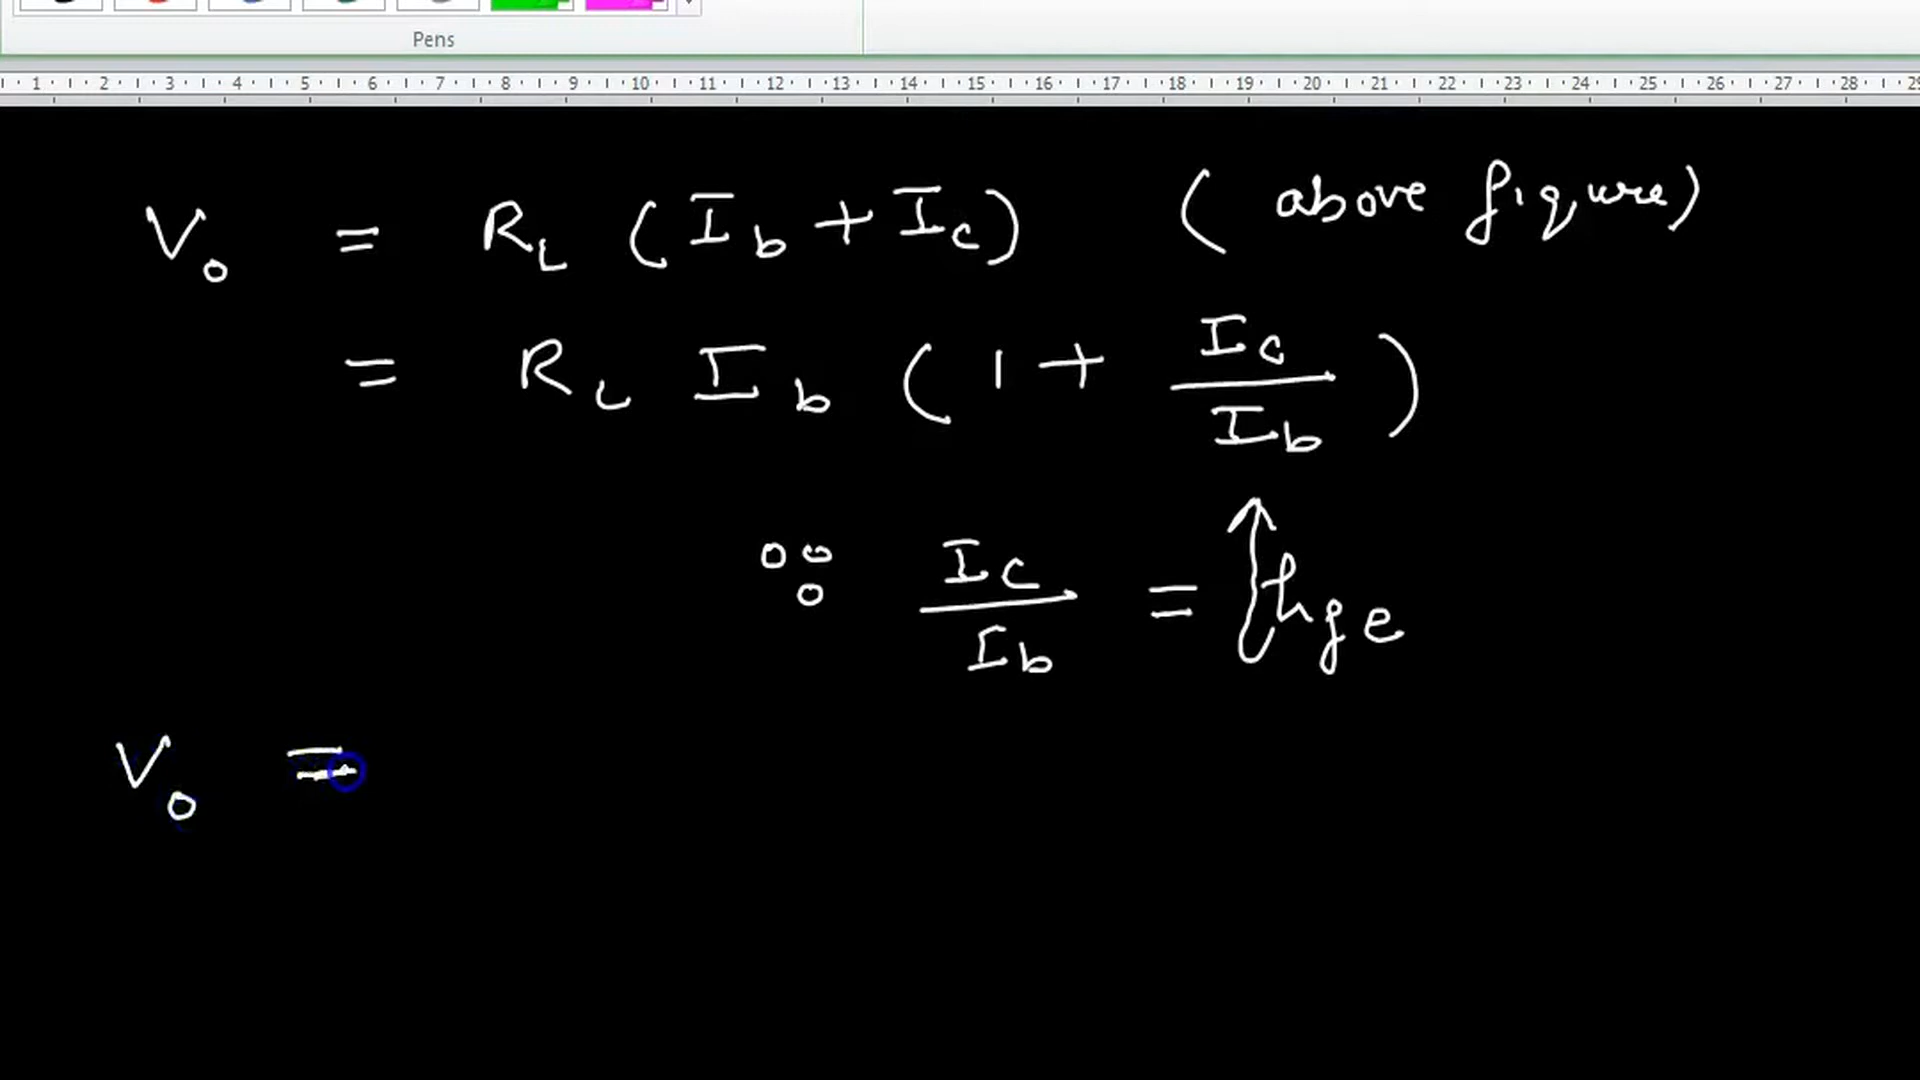 Pens
1 2 3 4 5 6 7 8 9 10 11 12 13 14 15 16 17 18 19 20 21 22 23 24 25 26 27 28 29
V₀ = R_L (I_b + I_c) (above figure)
= R_L I_b (1 + I_c / I_b)
∵ I_c / I_b = ↑ h_fe
V₀ =